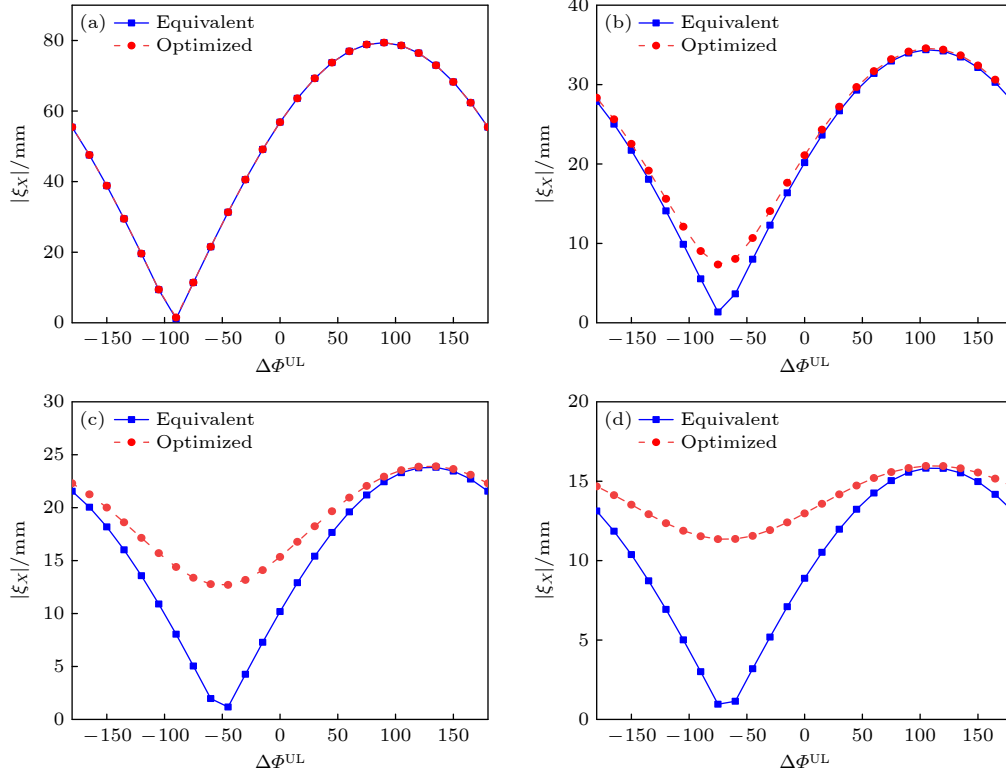 (a) Equivalent
Optimized
80
60
40
20
0
−150 −100 −50 0 50 100 150
|ξX|/mm
ΔΦUL
(b) Equivalent
Optimized
40
30
20
10
0
−150 −100 −50 0 50 100 150
|ξX|/mm
ΔΦUL
(c) Equivalent
Optimized
30
25
20
15
10
5
0
−150 −100 −50 0 50 100 150
|ξX|/mm
ΔΦUL
(d) Equivalent
Optimized
20
15
10
5
0
−150 −100 −50 0 50 100 150
|ξX|/mm
ΔΦUL